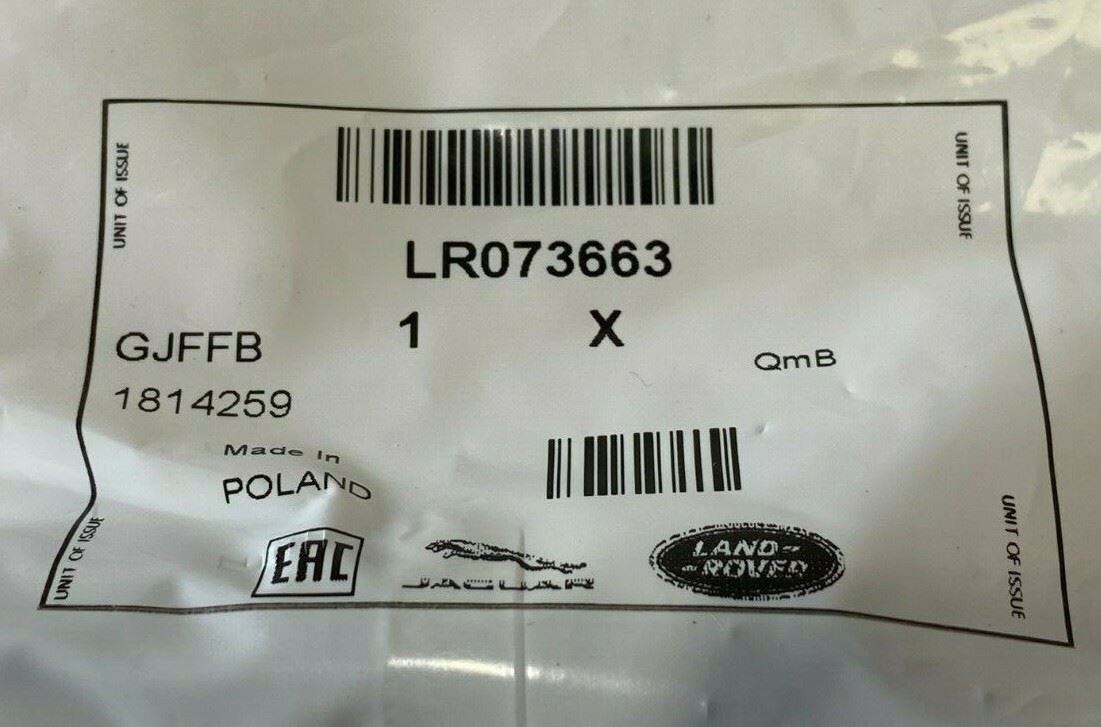 UNIT OF ISSUE
UNIT OF ISSUE
LR073663
1 X
GJFFB
QmB
1814259
Made In
POLAND
UNIT OF ISSUE
UNIT OF ISSUE
EAC
JAGUAR
LAND-
-ROVER